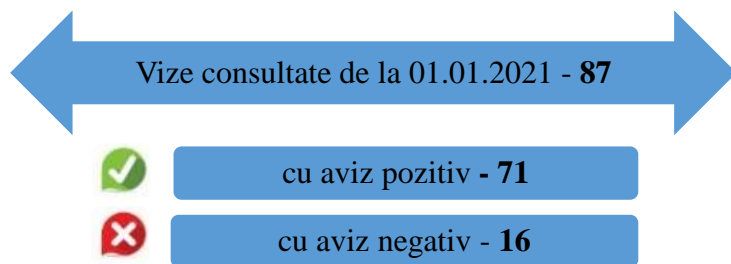 Vize consultate de la 01.01.2021 - 87
cu aviz pozitiv - 71
cu aviz negativ - 16